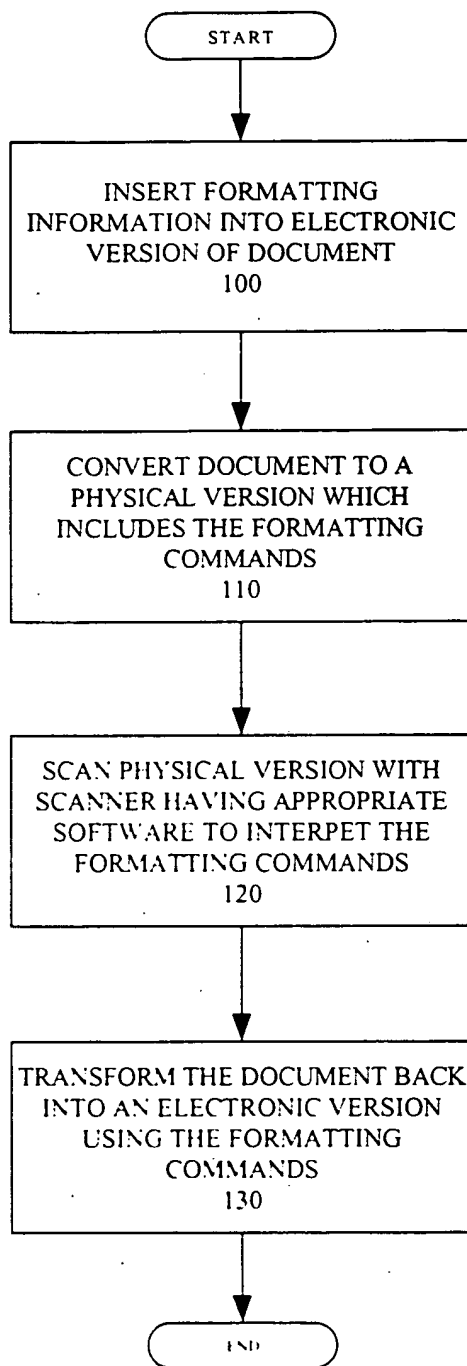 START
INSERT FORMATTING
INFORMATION INTO ELECTRONIC
VERSION OF DOCUMENT
100
CONVERT DOCUMENT TO A
PHYSICAL VERSION WHICH
INCLUDES THE FORMATTING
COMMANDS
110
SCAN PHYSICAL VERSION WITH
SCANNER HAVING APPROPRIATE
SOFTWARE TO INTERPET THE
FORMATTING COMMANDS
120
TRANSFORM THE DOCUMENT BACK
INTO AN ELECTRONIC VERSION
USING THE FORMATTING
COMMANDS
130
END